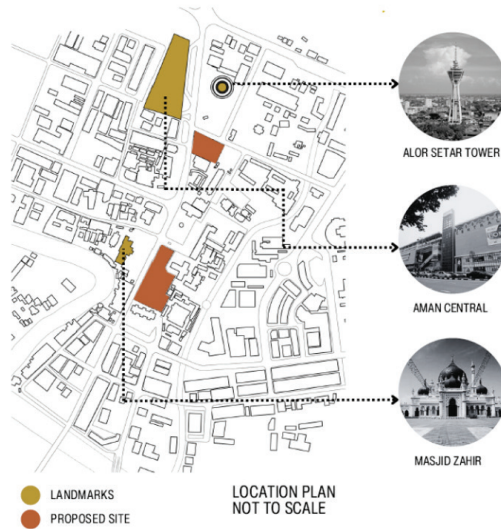 ALOR SETAR TOWER
AMAN CENTRAL
MASJID ZAHIR
LANDMARKS
PROPOSED SITE
LOCATION PLAN
NOT TO SCALE